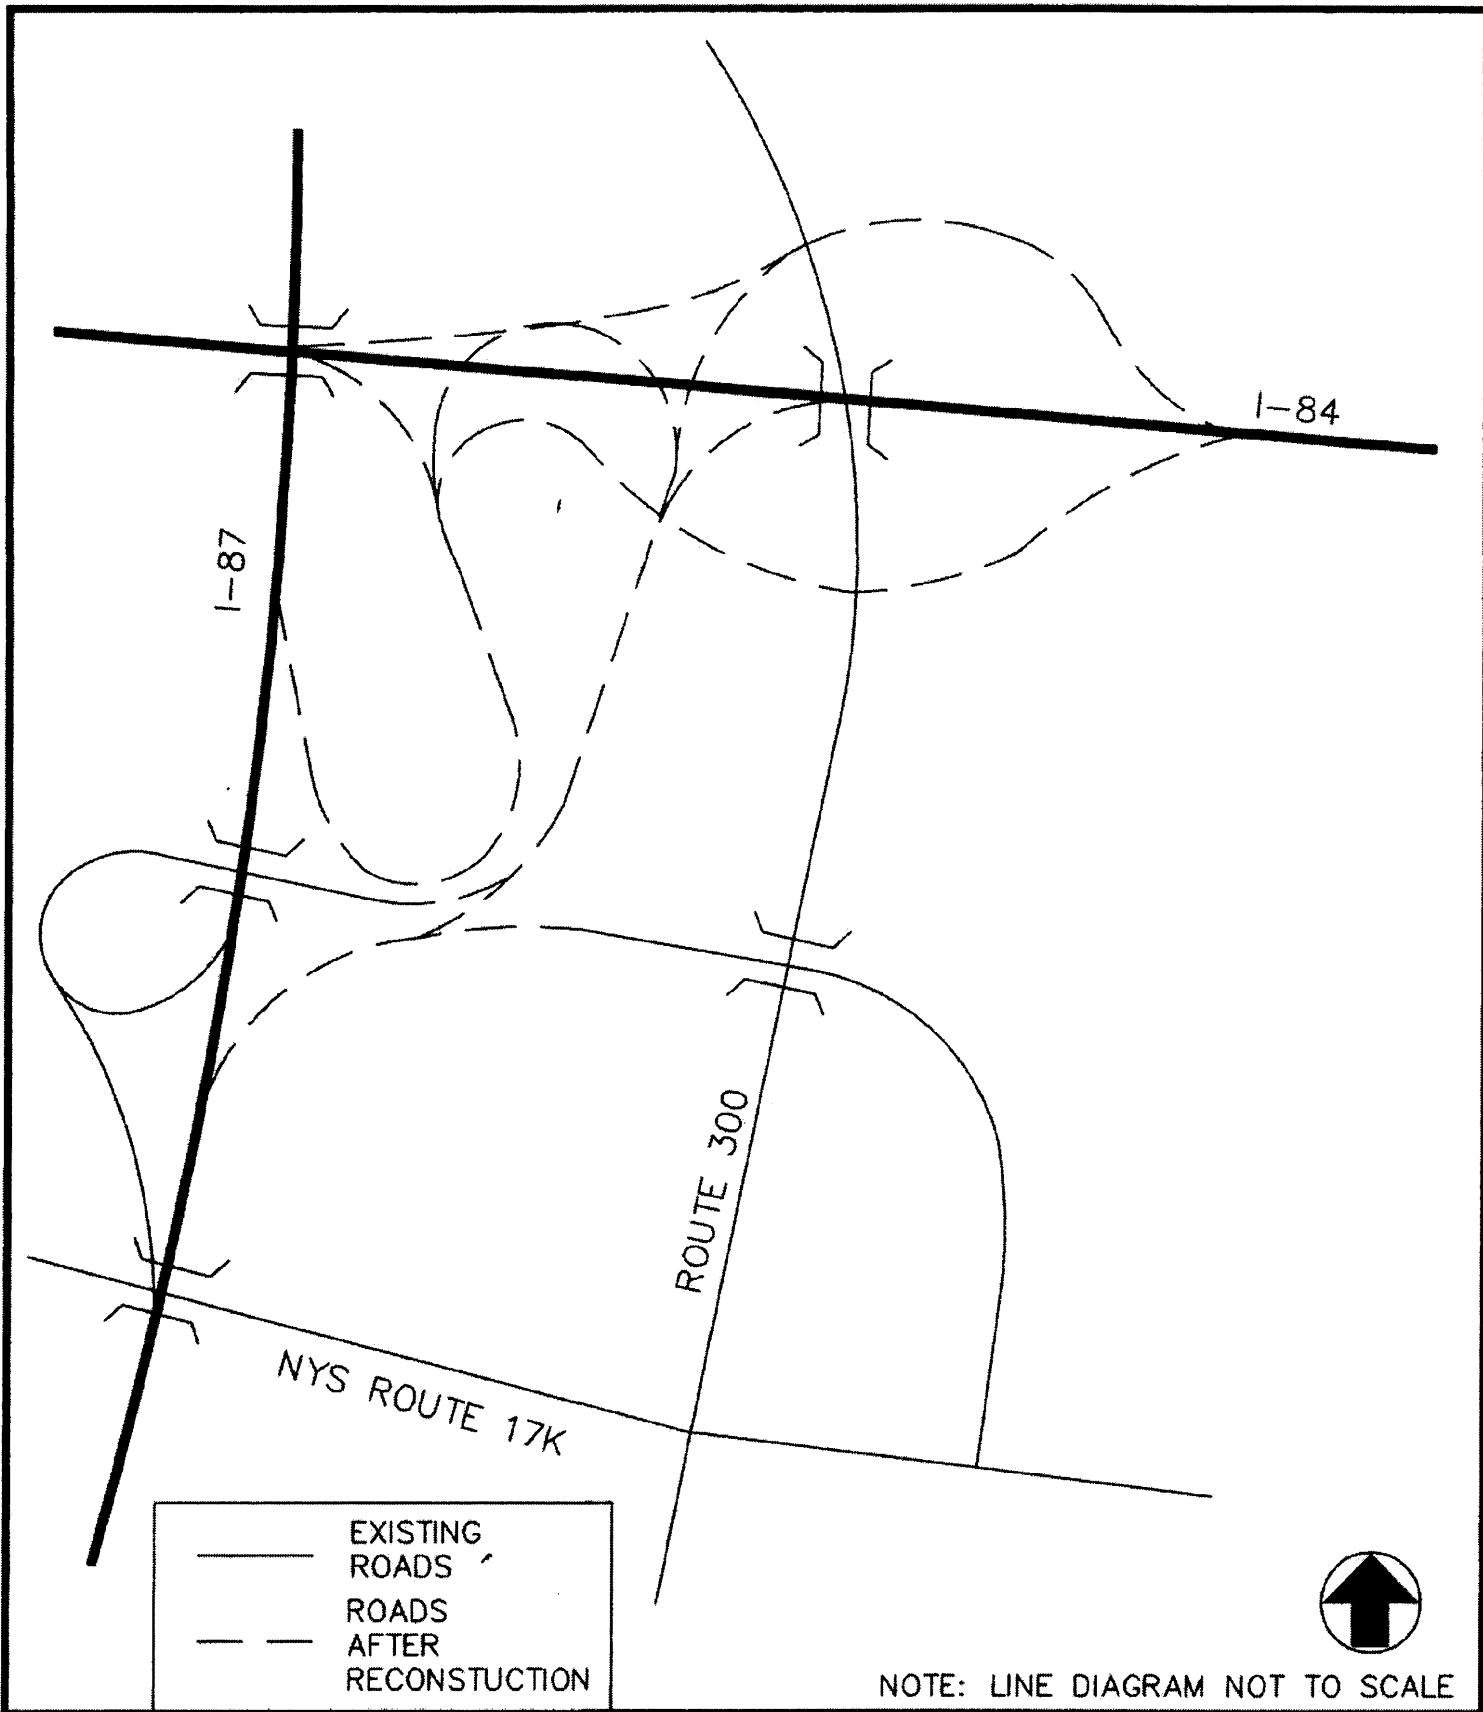 I-84
I-87
ROUTE 300
NYS ROUTE 17K
EXISTING
ROADS
ROADS
AFTER
RECONSTUCTION
NOTE: LINE DIAGRAM NOT TO SCALE